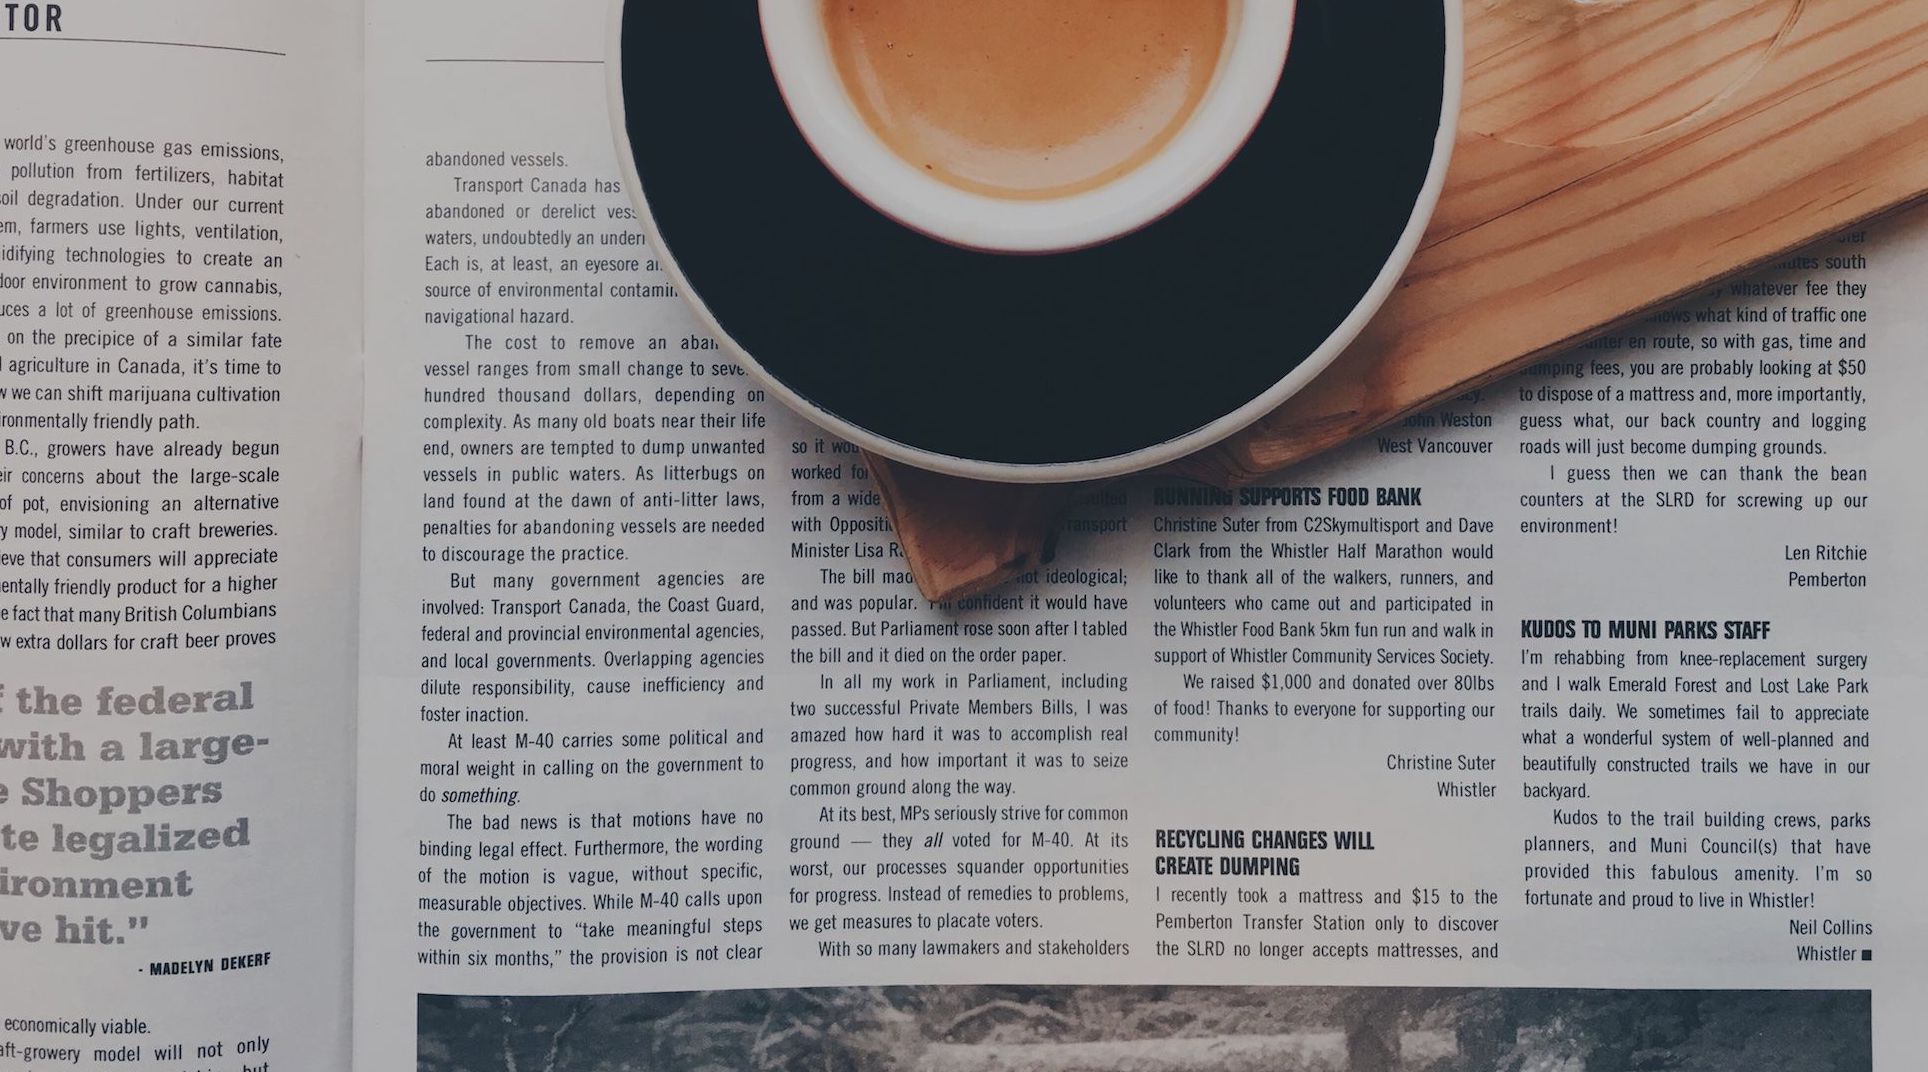 TOR
world's greenhouse gas emissions,
pollution from fertilizers, habitat
oil degradation. Under our current
em, farmers use lights, ventilation,
idifying technologies to create an
door environment to grow cannabis,
uces a lot of greenhouse emissions.
on the precipice of a similar fate
agriculture in Canada, it's time to
w we can shift marijuana cultivation
ironmentally friendly path.
B.C., growers have already begun
eir concerns about the large-scale
of pot, envisioning an alternative
y model, similar to craft breweries.
ieve that consumers will appreciate
entally friendly product for a higher
e fact that many British Columbians
w extra dollars for craft beer proves
the federal
with a large-
Shoppers
te legalized
ironment
ve hit.”
- MADELYN DEKERF
economically viable.
aft-growery model will not only
but
abandoned vessels.
Transport Canada has
abandoned or derelict vess
waters, undoubtedly an under
Each is, at least, an eyesore
source of environmental contamin
navigational hazard.
The cost to remove an aban
vessel ranges from small change to seve
hundred thousand dollars, depending on
complexity. As many old boats near their life
end, owners are tempted to dump unwanted
vessels in public waters. As litterbugs on
land found at the dawn of anti-litter laws,
penalties for abandoning vessels are needed
to discourage the practice.
But many government agencies are
involved: Transport Canada, the Coast Guard,
federal and provincial environmental agencies,
and local governments. Overlapping agencies
dilute responsibility, cause inefficiency and
foster inaction.
At least M-40 carries some political and
moral weight in calling on the government to
do something.
The bad news is that motions have no
binding legal effect. Furthermore, the wording
of the motion is vague, without specific,
measurable objectives. While M-40 calls upon
the government to “take meaningful steps
within six months,” the provision is not clear
so it wou
worked for
from a wide
with Oppositi
Transport
Minister Lisa R
The bill mad not ideological;
and was popular. I'm confident it would have
passed. But Parliament rose soon after I tabled
the bill and it died on the order paper.
In all my work in Parliament, including
two successful Private Members Bills, I was
amazed how hard it was to accomplish real
progress, and how important it was to seize
common ground along the way.
At its best, MPs seriously strive for common
ground — they all voted for M-40. At its
worst, our processes squander opportunities
for progress. Instead of remedies to problems,
we get measures to placate voters.
With so many lawmakers and stakeholders
John Weston
West Vancouver
RUNNING SUPPORTS FOOD BANK
Christine Suter from C2Skymultisport and Dave
Clark from the Whistler Half Marathon would
like to thank all of the walkers, runners, and
volunteers who came out and participated in
the Whistler Food Bank 5km fun run and walk in
support of Whistler Community Services Society.
We raised $1,000 and donated over 80lbs
of food! Thanks to everyone for supporting our
community!
Christine Suter
Whistler
RECYCLING CHANGES WILL
CREATE DUMPING
I recently took a mattress and $15 to the
Pemberton Transfer Station only to discover
the SLRD no longer accepts mattresses, and
south
whatever fee they
what kind of traffic one
en route, so with gas, time and
dumping fees, you are probably looking at $50
to dispose of a mattress and, more importantly,
guess what, our back country and logging
roads will just become dumping grounds.
I guess then we can thank the bean
counters at the SLRD for screwing up our
environment!
Len Ritchie
Pemberton
KUDOS TO MUNI PARKS STAFF
I'm rehabbing from knee-replacement surgery
and I walk Emerald Forest and Lost Lake Park
trails daily. We sometimes fail to appreciate
what a wonderful system of well-planned and
beautifully constructed trails we have in our
backyard.
Kudos to the trail building crews, parks
planners, and Muni Council(s) that have
provided this fabulous amenity. I'm so
fortunate and proud to live in Whistler!
Neil Collins
Whistler ■